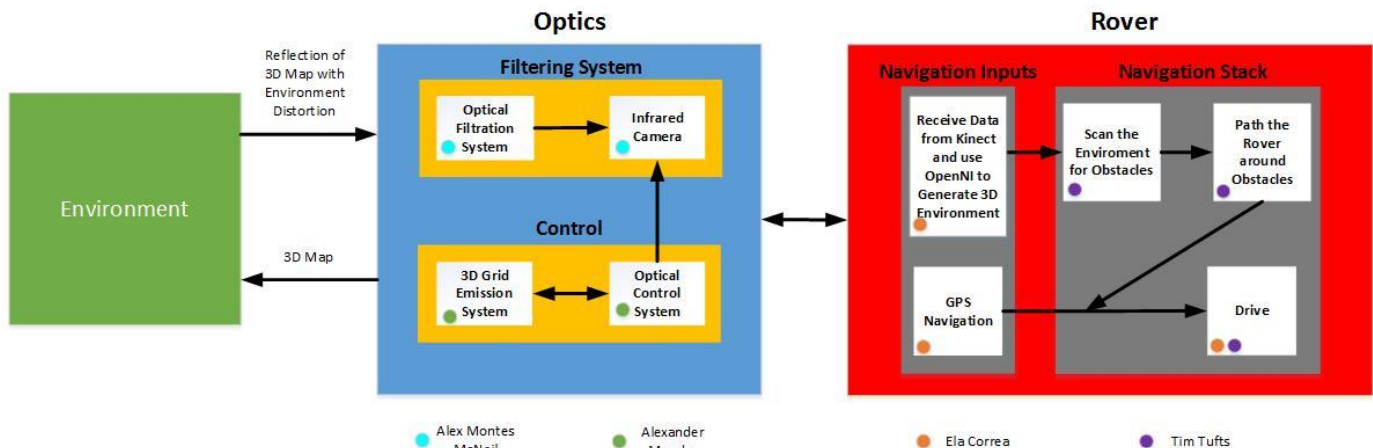 Optics
Rover
Reflection of
3D Map with
Environment
Distortion
Environment
3D Map
Filtering System
Optical
Filtration
System
Infrared
Camera
Control
3D Grid
Emission
System
Optical
Control
System
Navigation Inputs
Receive Data
from Kinect
and use
OpenNI to
Generate 3D
Environment
GPS
Navigation
Navigation Stack
Scan the
Enviroment
for Obstacles
Path the
Rover
around
Obstacles
Drive
Alex Montes
Alexander
Ela Correa
Tim Tufts